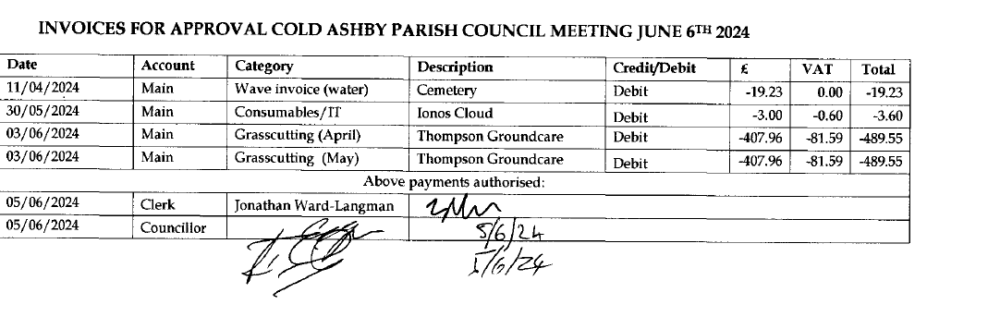 INVOICES FOR APPROVAL COLD ASHBY PARISH COUNCIL MEETING JUNE 6TH 2024
Date Account Category Description Credit/Debit £ VAT Total
11/04/2024 Main Wave invoice (water) Cemetery Debit -19.23 0.00 -19.23
30/05/2024 Main Consumables/IT Ionos Cloud Debit -3.00 -0.60 -3.60
03/06/2024 Main Grasscutting (April) Thompson Groundcare Debit -407.96 -81.59 -489.55
03/06/2024 Main Grasscutting (May) Thompson Groundcare Debit -407.96 -81.59 -489.55
Above payments authorised:
05/06/2024 Clerk Jonathan Ward-Langman
05/06/2024 Councillor 5/6/24
5/6/24